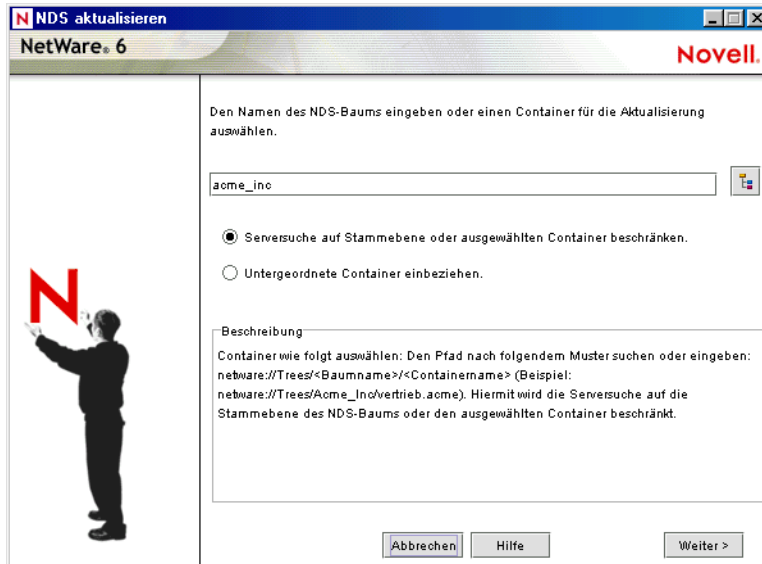 NDS aktualisieren
NetWare® 6
Novell.
Den Namen des NDS-Baums eingeben oder einen Container für die Aktualisierung
auswählen.
acme_inc
Serversuche auf Stammebene oder ausgewählten Container beschränken.
Untergeordnete Container einbeziehen.
Beschreibung
Container wie folgt auswählen: Den Pfad nach folgendem Muster suchen oder eingeben:
netware://Trees/<Baumname>/<Containername> (Beispiel:
netware://Trees/Acme_Inc/vertrieb.acme). Hiermit wird die Serversuche auf die
Stammebene des NDS-Baums oder den ausgewählten Container beschränkt.
N
Abbrechen Hilfe Weiter >